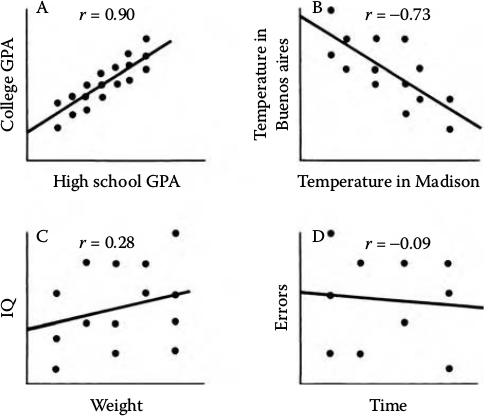 A
r = 0.90
College GPA
High school GPA
B
r = −0.73
Temperature in
Buenos aires
Temperature in Madison
C
r = 0.28
IQ
Weight
D
r = −0.09
Errors
Time